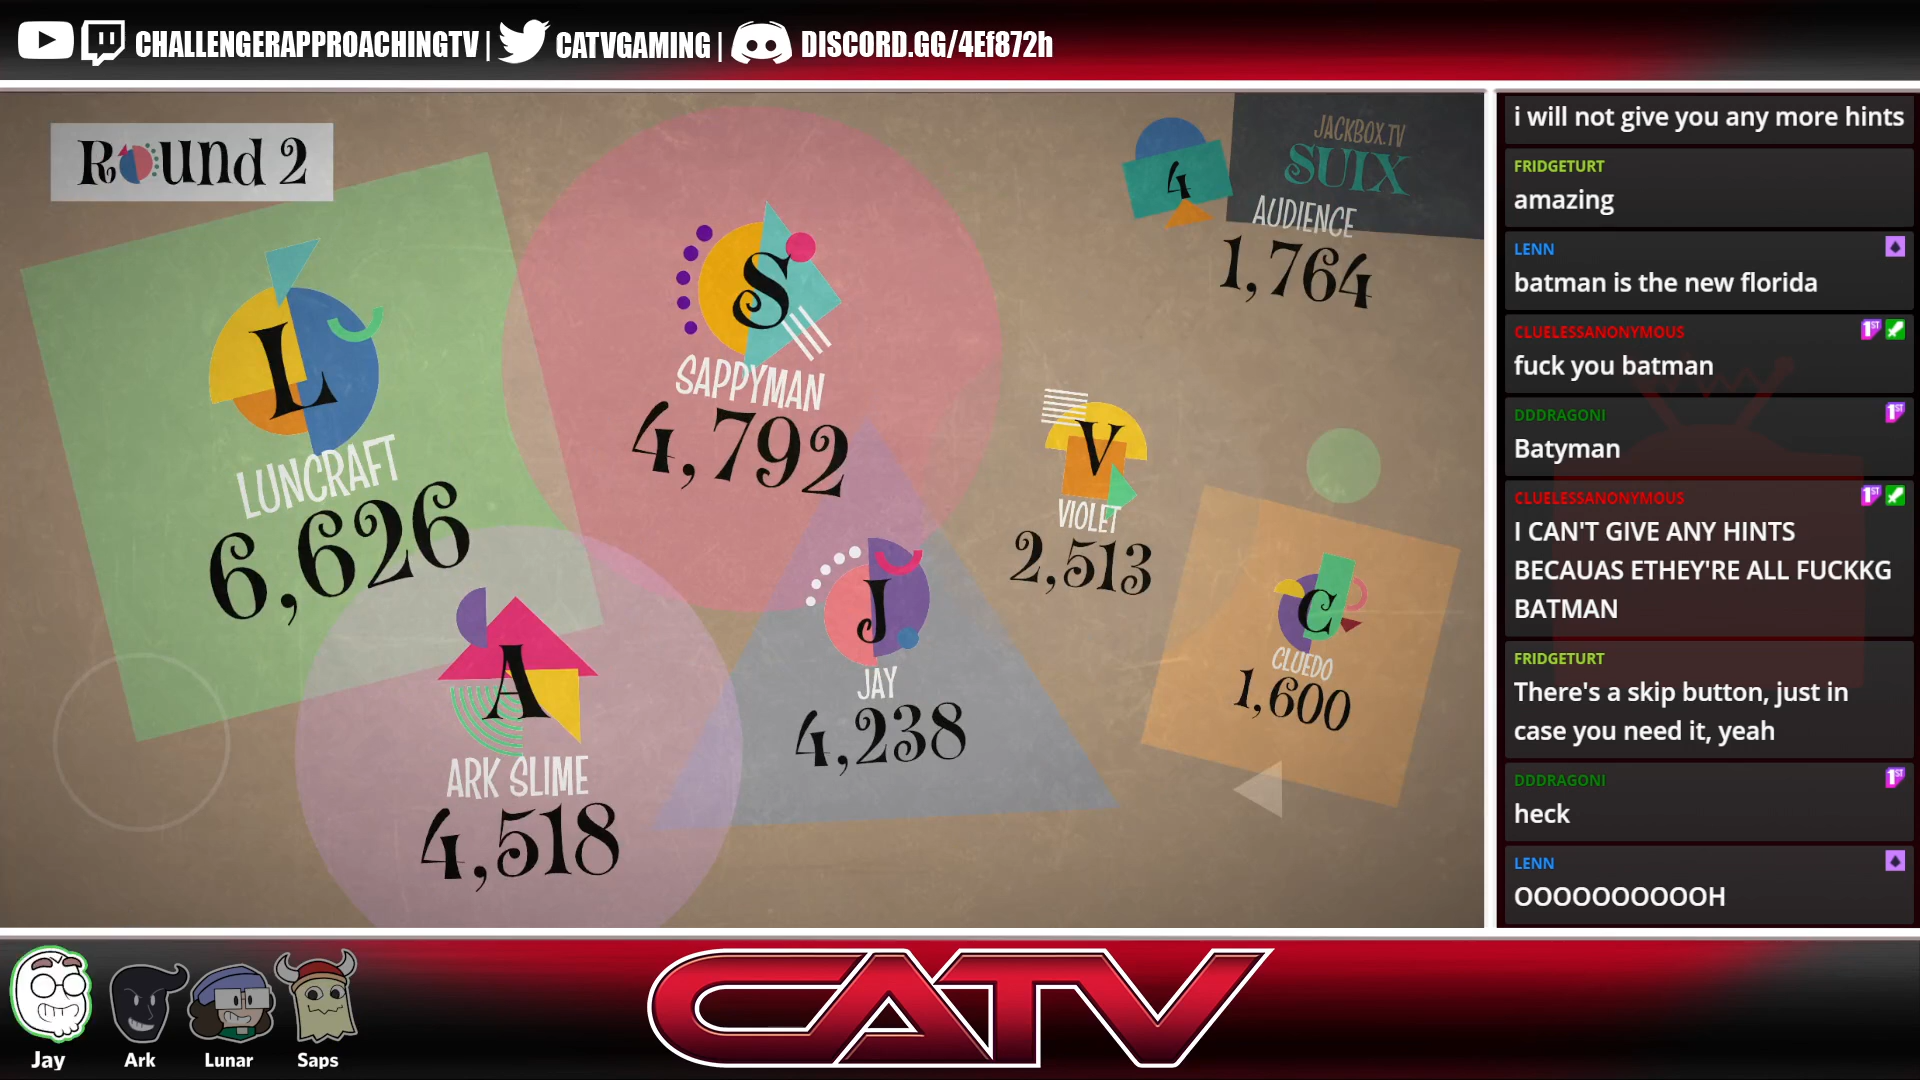 CHALLENGERAPPROACHINGTV | CATVGAMING | DISCORD.GG/4Ef872h
Round 2
L
LUNCRAFT
6,626
S
SAPPYMAN
4,792
4
JACKBOX.TV
SUIX
AUDIENCE
1,764
V
VIOLET
2,513
A
ARK SLIME
4,518
J
JAY
4,238
C
CLUEDO
1,600
i will not give you any more hints
FRIDGETURT
amazing
LENN
batman is the new florida
CLUELESSANONYMOUS 1ST
fuck you batman
DDDRAGONI 1ST
Batyman
CLUELESSANONYMOUS 1ST
I CAN'T GIVE ANY HINTS
BECAUAS ETHEY'RE ALL FUCKKG
BATMAN
FRIDGETURT
There's a skip button, just in
case you need it, yeah
DDDRAGONI 1ST
heck
LENN
OOOOOOOOOOH
Jay
Ark
Lunar
Saps
CATV